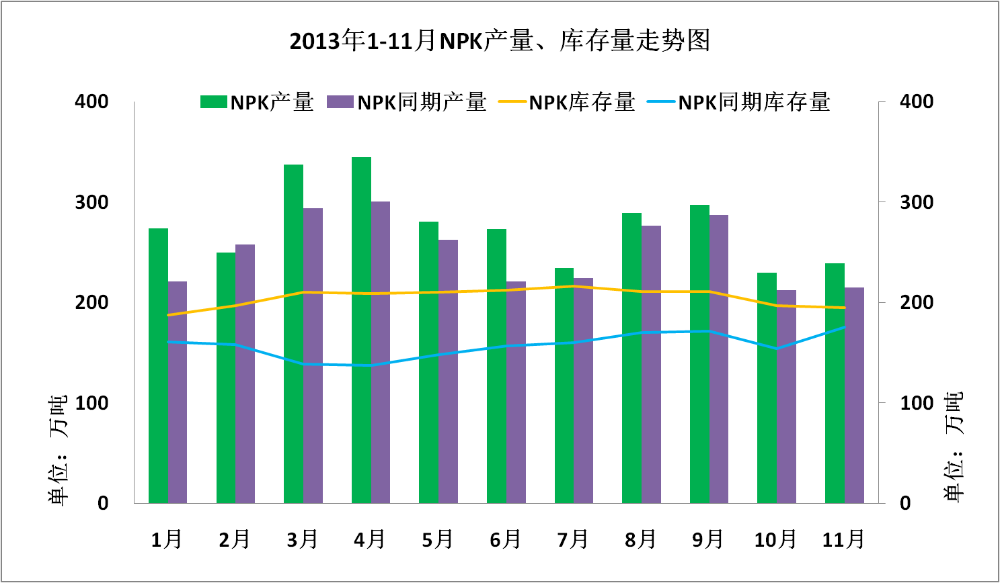 2013年1-11月NPK产量、库存量走势图
NPK产量 NPK同期产量 NPK库存量 NPK同期库存量
400 400
300 300
200 200
100 100
0 0
单位：万吨
单位：万吨
1月 2月 3月 4月 5月 6月 7月 8月 9月 10月 11月